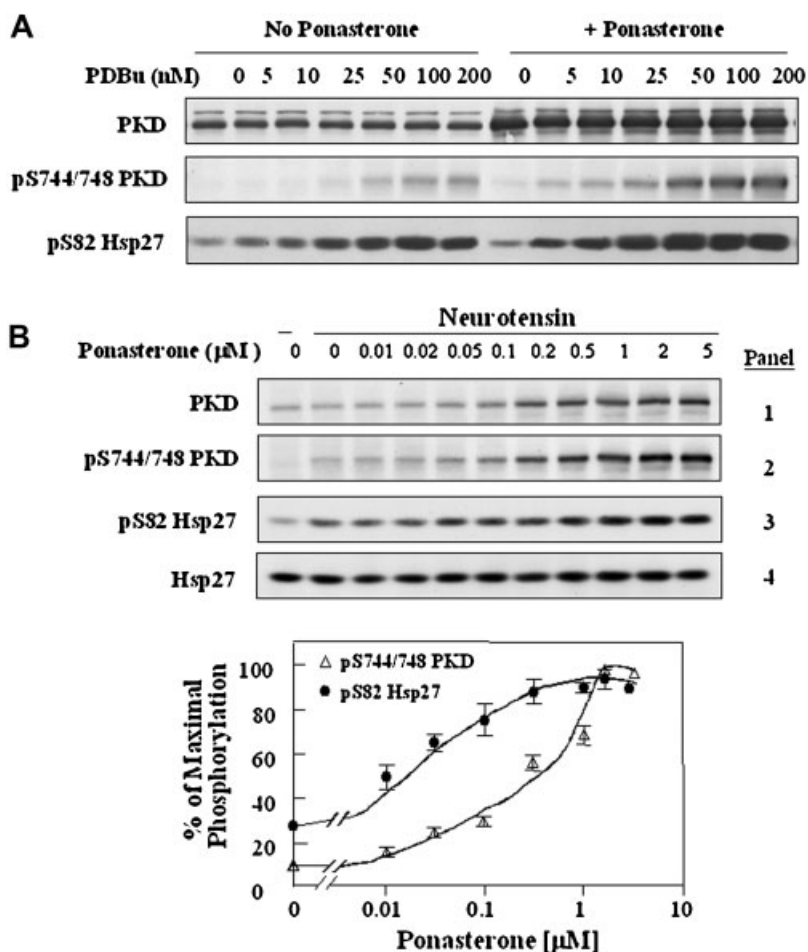 A
No Ponasterone + Ponasterone
PDBu (nM) 0 5 10 25 50 100 200 0 5 10 25 50 100 200
PKD
pS744/748 PKD
pS82 Hsp27
B
– Neurotensin
Ponasterone (μM) 0 0 0.01 0.02 0.05 0.1 0.2 0.5 1 2 5 Panel
PKD 1
pS744/748 PKD 2
pS82 Hsp27 3
Hsp27 4
% of Maximal
Phosphorylation
100
80
60
40
20
0
△ pS744/748 PKD
● pS82 Hsp27
0 0.01 0.1 1 10
Ponasterone [μM]